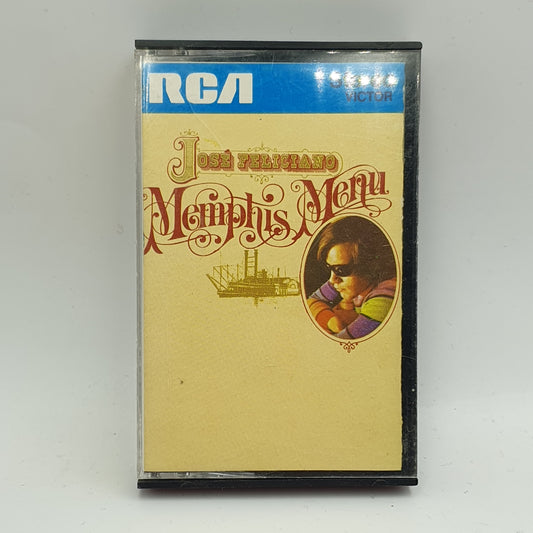 RCA
VICTOR
José Feliciano
Memphis Menu